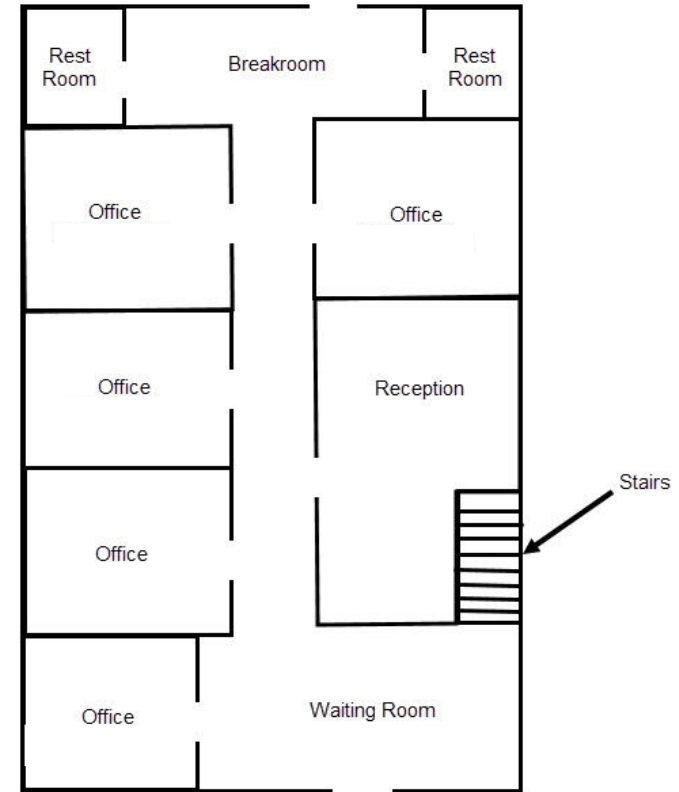 Rest
Room
Breakroom
Rest
Room
Office
Office
Office
Reception
Stairs
Office
Office
Waiting Room